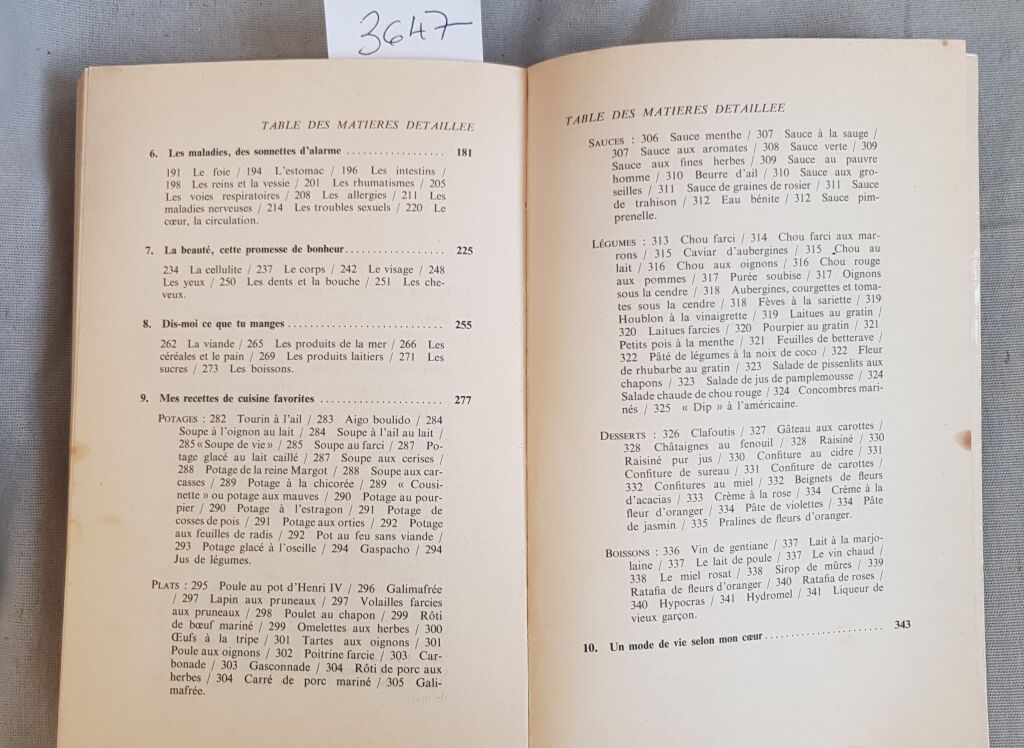 3647
TABLE DES MATIERES DETAILLEE
6. Les maladies, des sonnettes d'alarme .................. 181
191 Le foie / 194 L'estomac / 196 Les intestins /
198 Les reins et la vessie / 201 Les rhumatismes / 205
Les voies respiratoires / 208 Les allergies / 211 Les
maladies nerveuses / 214 Les troubles sexuels / 220 Le
cœur, la circulation.
7. La beauté, cette promesse de bonheur.................... 225
234 La cellulite / 237 Le corps / 242 Le visage / 248
Les yeux / 250 Les dents et la bouche / 251 Les che-
veux.
8. Dis-moi ce que tu manges ............................ 255
262 La viande / 265 Les produits de la mer / 266 Les
céréales et le pain / 269 Les produits laitiers / 271 Les
sucres / 273 Les boissons.
9. Mes recettes de cuisine favorites ...................... 277
POTAGES : 282 Tourin à l'ail / 283 Aigo boulido / 284
Soupe à l'oignon au lait / 284 Soupe à l'ail au lait /
285 « Soupe de vie » / 285 Soupe au farci / 287 Po-
tage glacé au lait caillé / 287 Soupe aux cerises /
288 Potage de la reine Margot / 288 Soupe aux car-
casses / 289 Potage à la chicorée / 289 « Cousi-
nette » ou potage aux mauves / 290 Potage au pour-
pier / 290 Potage à l'estragon / 291 Potage de
cosses de pois / 291 Potage aux orties / 292 Potage
aux feuilles de radis / 292 Pot au feu sans viande /
293 Potage glacé à l'oseille / 294 Gaspacho / 294
Jus de légumes.
PLATS : 295 Poule au pot d'Henri IV / 296 Galimafrée
/ 297 Lapin aux pruneaux / 297 Volailles farcies
aux pruneaux / 298 Poulet au chapon / 299 Rôti
de bœuf mariné / 299 Omelettes aux herbes / 300
Œufs à la tripe / 301 Tartes aux oignons / 301
Poule aux oignons / 302 Poitrine farcie / 303 Car-
bonade / 303 Gasconnade / 304 Rôti de porc aux
herbes / 304 Carré de porc mariné / 305 Gali-
mafrée.
TABLE DES MATIERES DETAILLEE
SAUCES : 306 Sauce menthe / 307 Sauce à la sauge /
307 Sauce aux aromates / 308 Sauce verte / 309
Sauce aux fines herbes / 309 Sauce au pauvre
homme / 310 Beurre d'ail / 310 Sauce aux gro-
seilles / 311 Sauce de graines de rosier / 311 Sauce
de trahison / 312 Eau bénite / 312 Sauce pim-
prenelle.
LÉGUMES : 313 Chou farci / 314 Chou farci aux mar-
rons / 315 Caviar d'aubergines / 315 Chou au
lait / 316 Chou aux oignons / 316 Chou rouge
aux pommes / 317 Purée soubise / 317 Oignons
sous la cendre / 318 Aubergines, courgettes et toma-
tes sous la cendre / 318 Fèves à la sariette / 319
Houblon à la vinaigrette / 319 Laitues au gratin /
320 Laitues farcies / 320 Pourpier au gratin / 321
Petits pois à la menthe / 321 Feuilles de betterave /
322 Pâté de légumes à la noix de coco / 322 Fleur
de rhubarbe au gratin / 323 Salade de pissenlits aux
chapons / 323 Salade de jus de pamplemousse / 324
Salade chaude de chou rouge / 324 Concombres mari-
nés / 325 « Dip » à l'américaine.
DESSERTS : 326 Clafoutis / 327 Gâteau aux carottes /
328 Châtaignes au fenouil / 328 Raisiné / 330
Raisiné pur jus / 330 Confiture au cidre / 331
Confiture de sureau / 331 Confiture de carottes /
332 Confitures au miel / 332 Beignets de fleurs
d'acacias / 333 Crème à la rose / 334 Crème à la
fleur d'oranger / 334 Pâte de violettes / 334 Pâte
de jasmin / 335 Pralines de fleurs d'oranger.
BOISSONS : 336 Vin de gentiane / 337 Lait à la marjo-
laine / 337 Le lait de poule / 337 Le vin chaud /
338 Le miel rosat / 338 Sirop de mûres / 339
Ratafia de fleurs d'oranger / 340 Ratafia de roses /
340 Hypocras / 341 Hydromel / 341 Liqueur de
vieux garçon.
10. Un mode de vie selon mon cœur ...................... 343